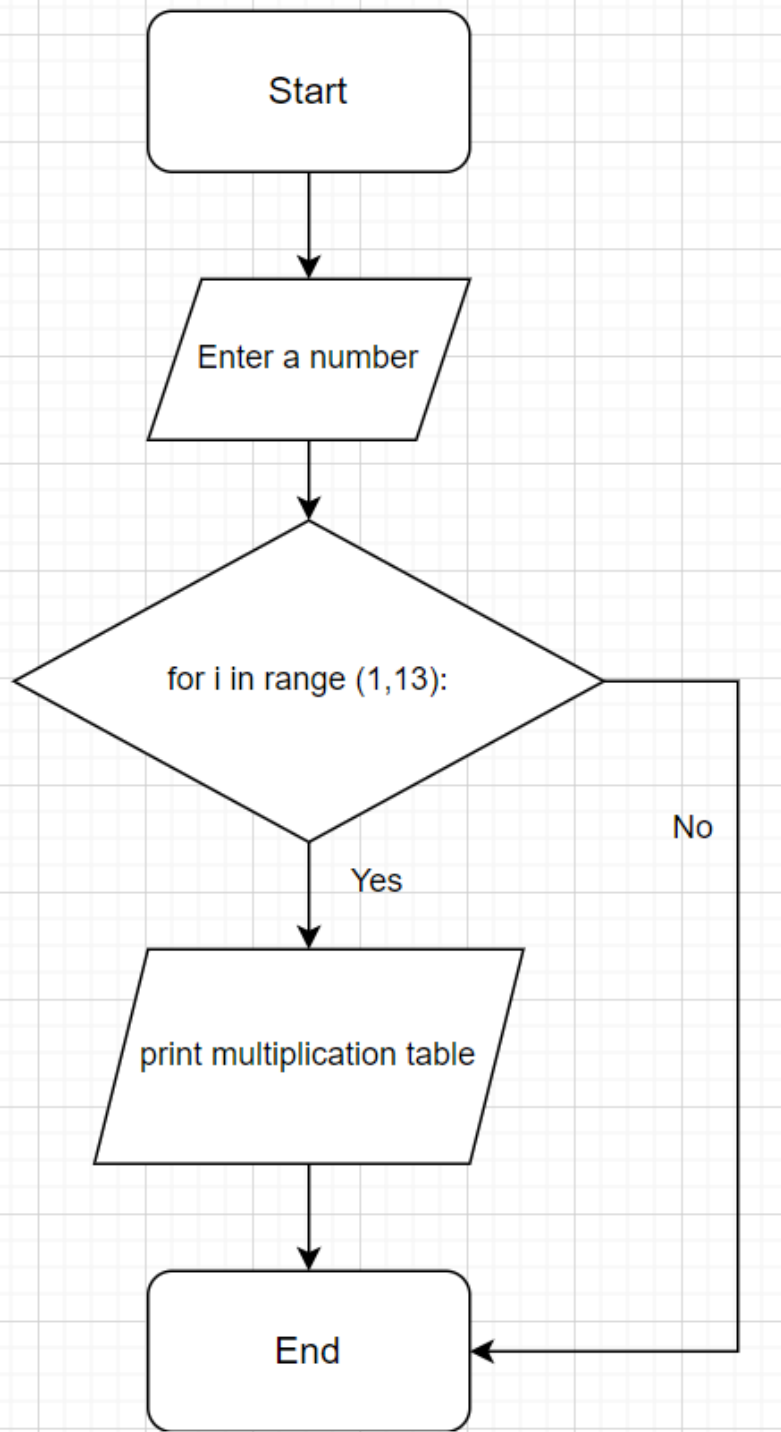 Start
Enter a number
for i in range (1,13):
No
Yes
print multiplication table
End